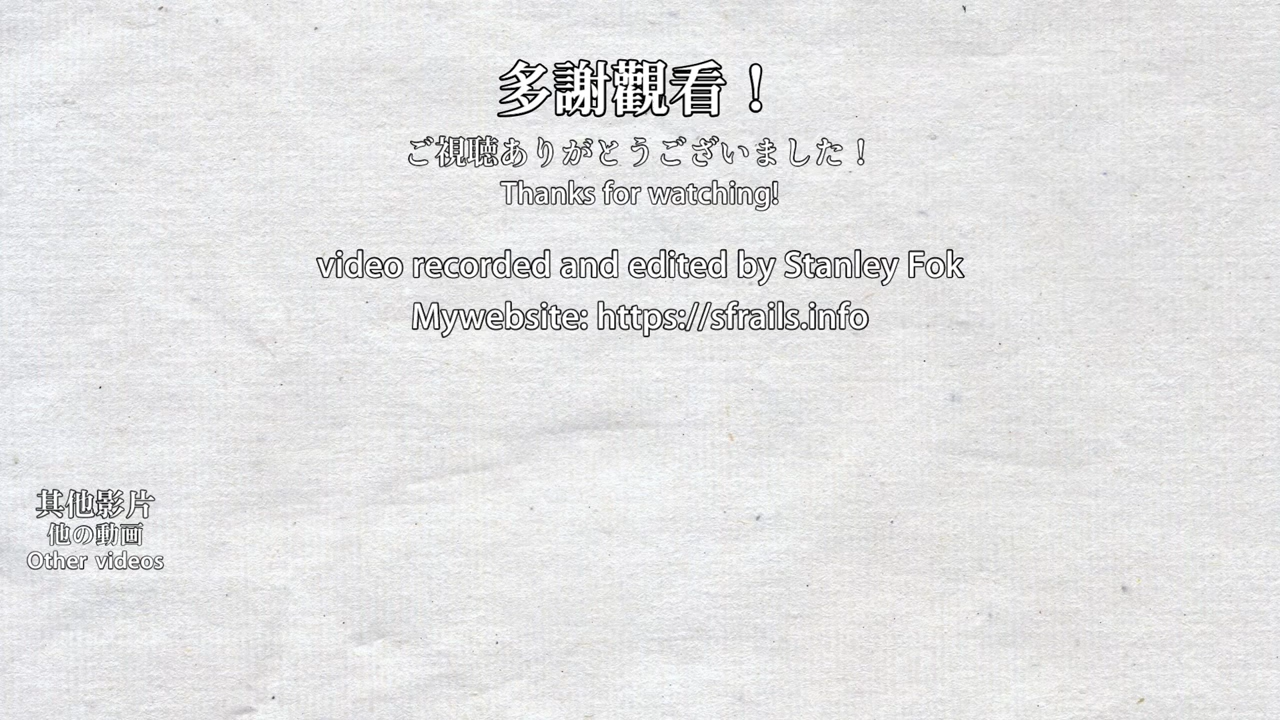 多謝觀看！
ご視聴ありがとうございました！
Thanks for watching!
video recorded and edited by Stanley Fok
Mywebsite: https://sfrails.info
其他影片
他の動画
Other videos